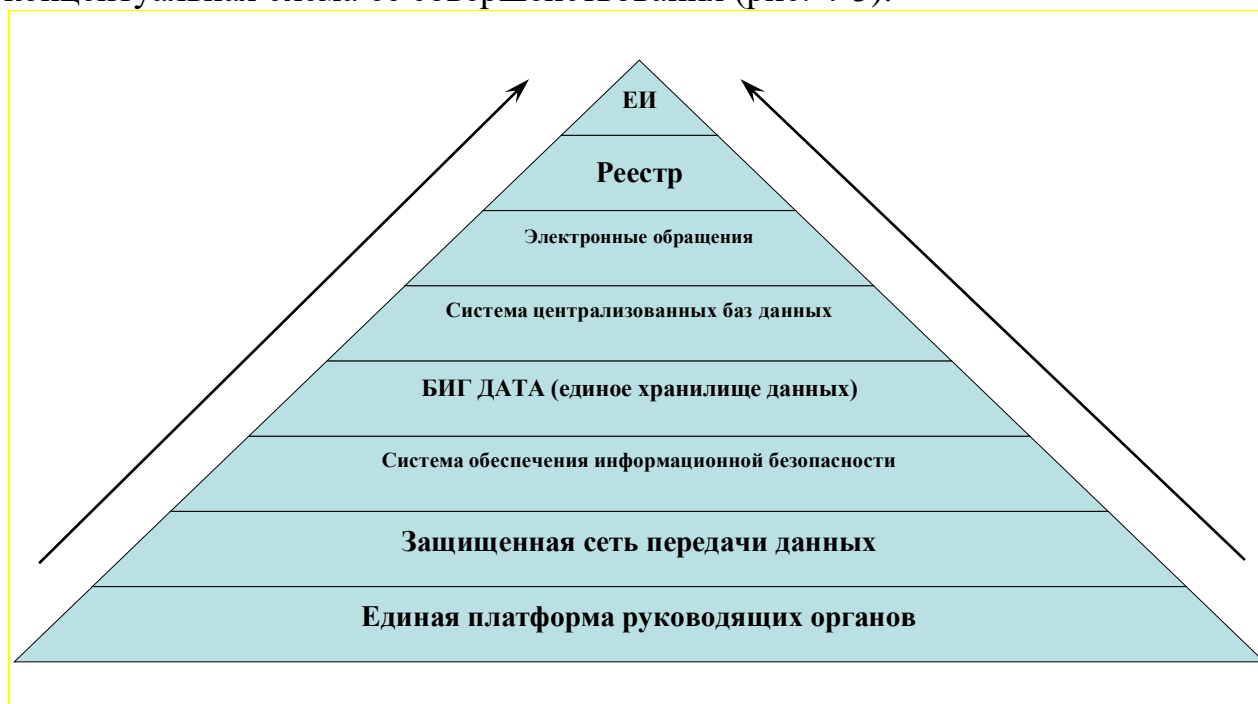 концептуальная схема ее совершенствования (рис. 4-3).
ЕИ
Реестр
Электронные обращения
Система централизованных баз данных
БИГ ДАТА (единое хранилище данных)
Система обеспечения информационной безопасности
Защищенная сеть передачи данных
Единая платформа руководящих органов